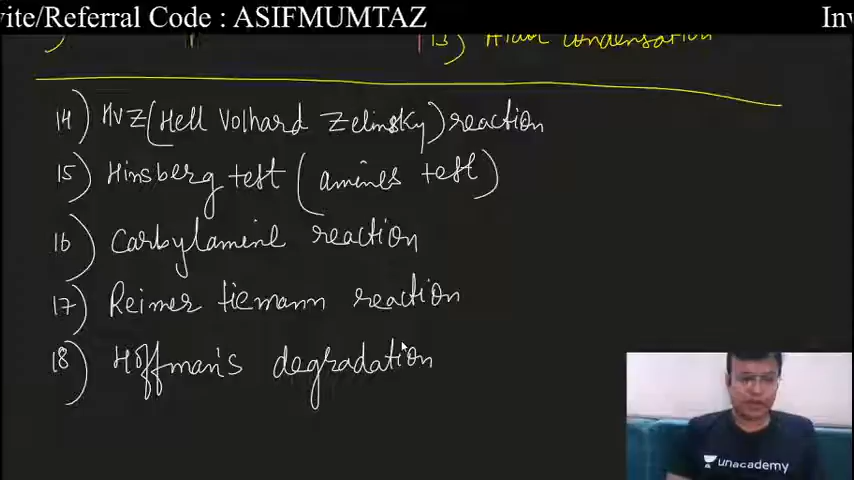 vite/Referral Code : ASIFMUMTAZ
Inv
13) Aldol condensation
14) HVZ (Hell Volhard Zelinsky) reaction
15) Hinsberg test (amines test)
16) Carbylamine reaction
17) Reimer tiemann reaction
18) Hoffman's degradation
unacademy